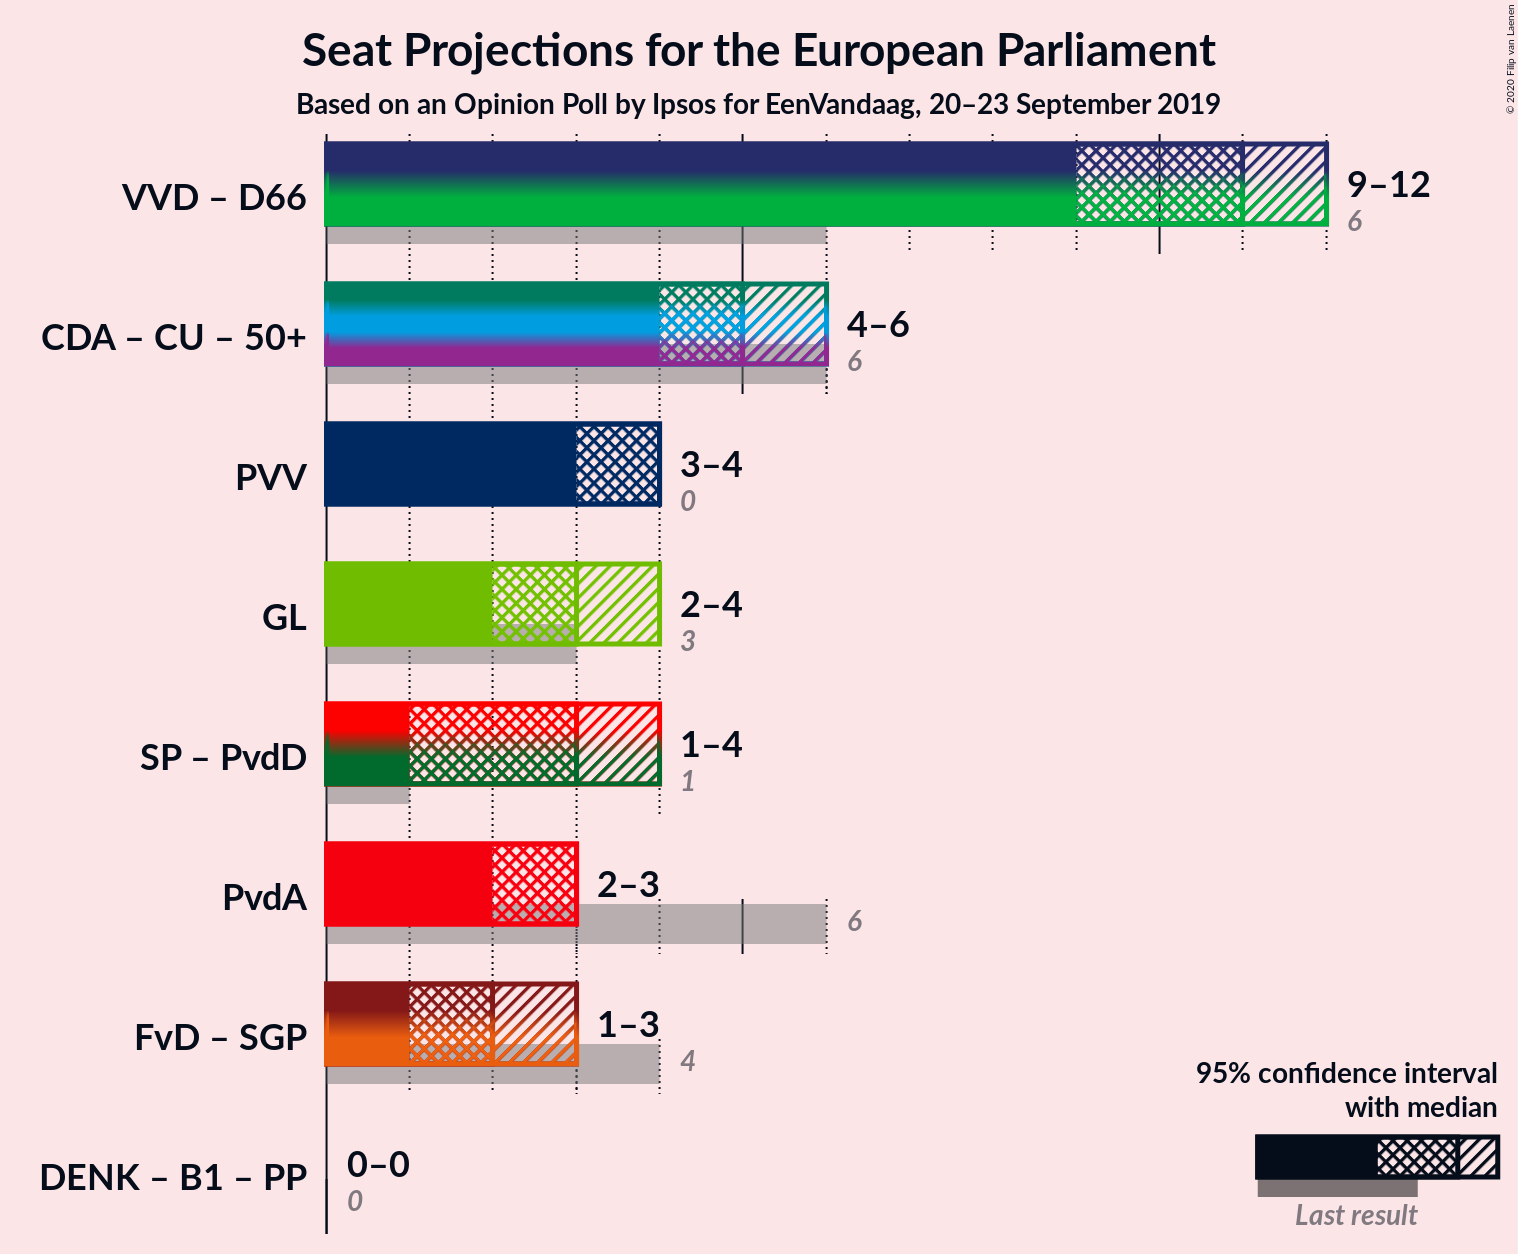 Seat Projections for the European Parliament
Based on an Opinion Poll by Ipsos for EenVandaag, 20–23 September 2019
© 2020 Filip van Laenen
VVD – D66
9–12
6
CDA – CU – 50+
4–6
6
PVV
3–4
0
GL
2–4
3
SP – PvdD
1–4
1
PvdA
2–3
6
FvD – SGP
1–3
4
DENK – B1 – PP
0–0
0
95% confidence interval
with median
Last result